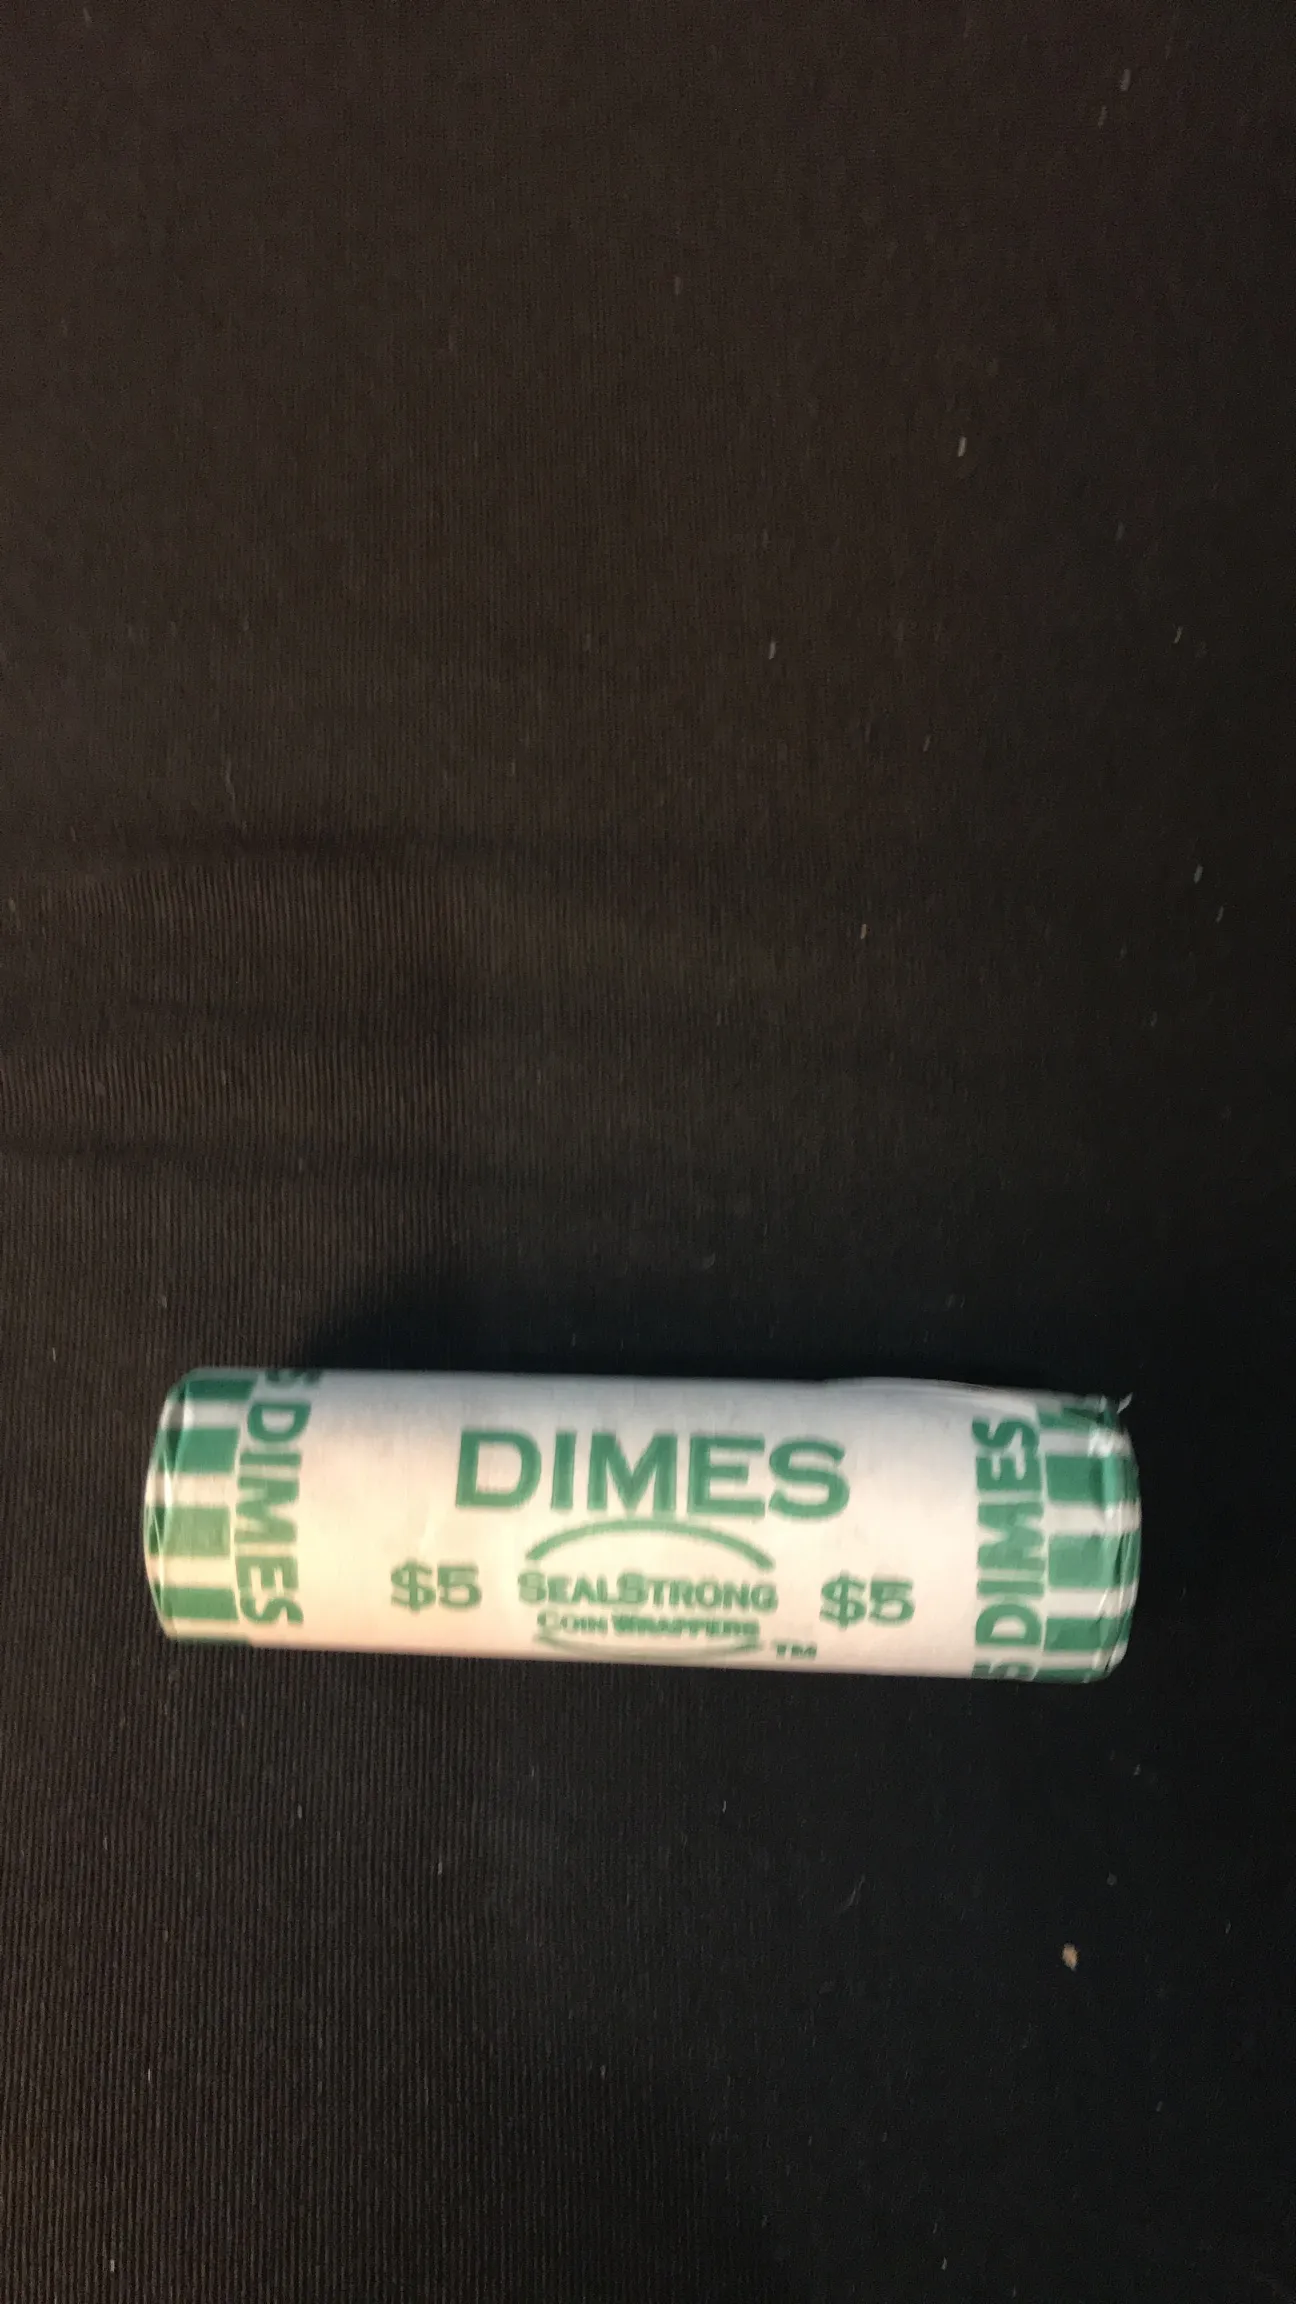 DIMES
$5 SEALSTRONG $5
COIN WRAPPERS
TM
DIMES
DIMES